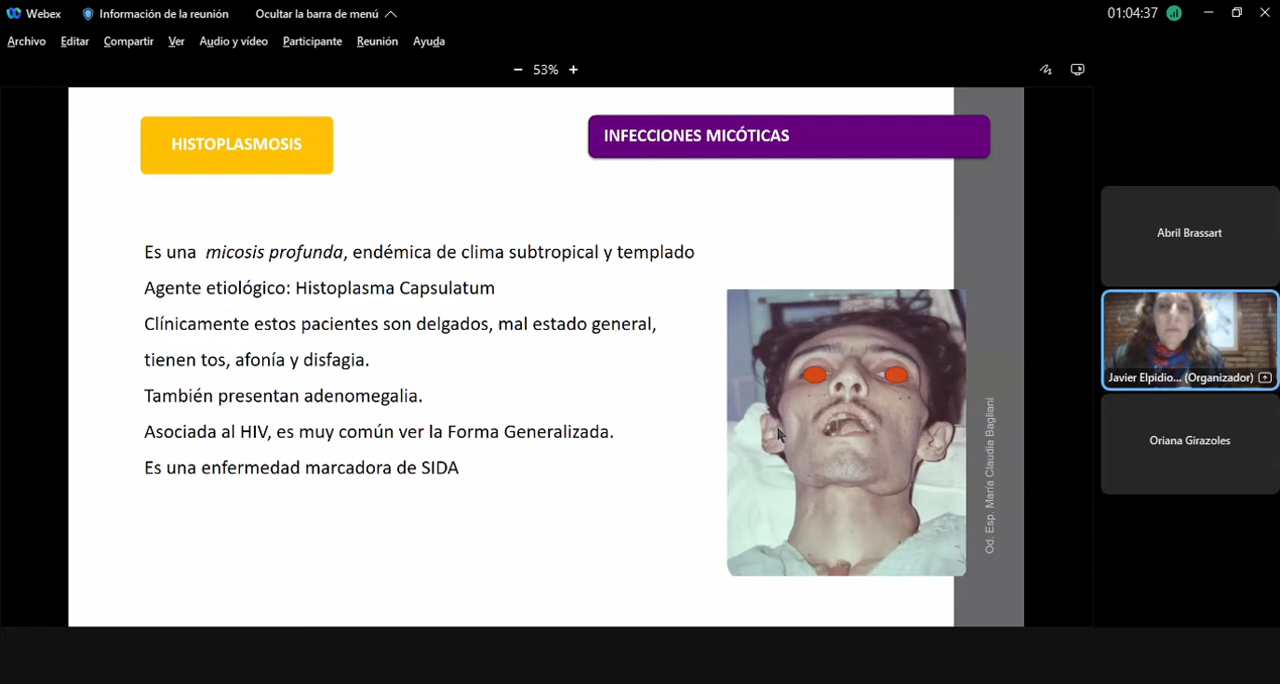 Webex
Información de la reunión
Ocultar la barra de menú
01:04:37
Archivo
Editar
Compartir
Ver
Audio y vídeo
Participante
Reunión
Ayuda
53%
HISTOPLASMOSIS
INFECCIONES MICÓTICAS
Es una micosis profunda, endémica de clima subtropical y templado
Agente etiológico: Histoplasma Capsulatum
Clínicamente estos pacientes son delgados, mal estado general,
tienen tos, afonía y disfagia.
También presentan adenomegalia.
Asociada al HIV, es muy común ver la Forma Generalizada.
Es una enfermedad marcadora de SIDA
Od. Esp. María Claudia Bagliani
Abril Brassart
Javier Elpidio... (Organizador)
Oriana Girazoles